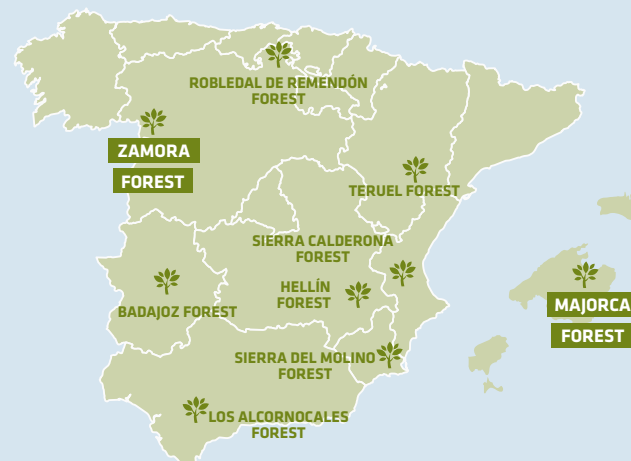 ROBLEDAL DE REMENDÓN
FOREST
ZAMORA
FOREST
TERUEL FOREST
SIERRA CALDERONA
FOREST
HELLÍN
FOREST
BADAJOZ FOREST
MAJORCA
FOREST
SIERRA DEL MOLINO
FOREST
LOS ALCORNOCALES
FOREST